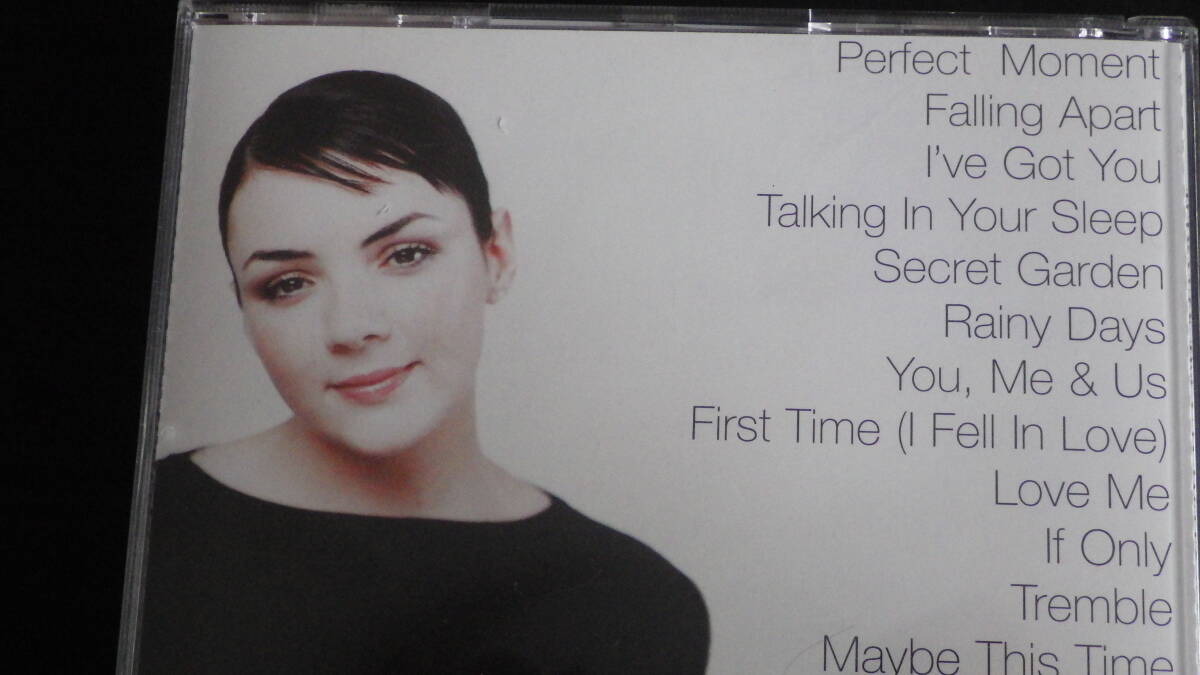 Perfect Moment
Falling Apart
I've Got You
Talking In Your Sleep
Secret Garden
Rainy Days
You, Me & Us
First Time (I Fell In Love)
Love Me
If Only
Tremble
Maybe This Time